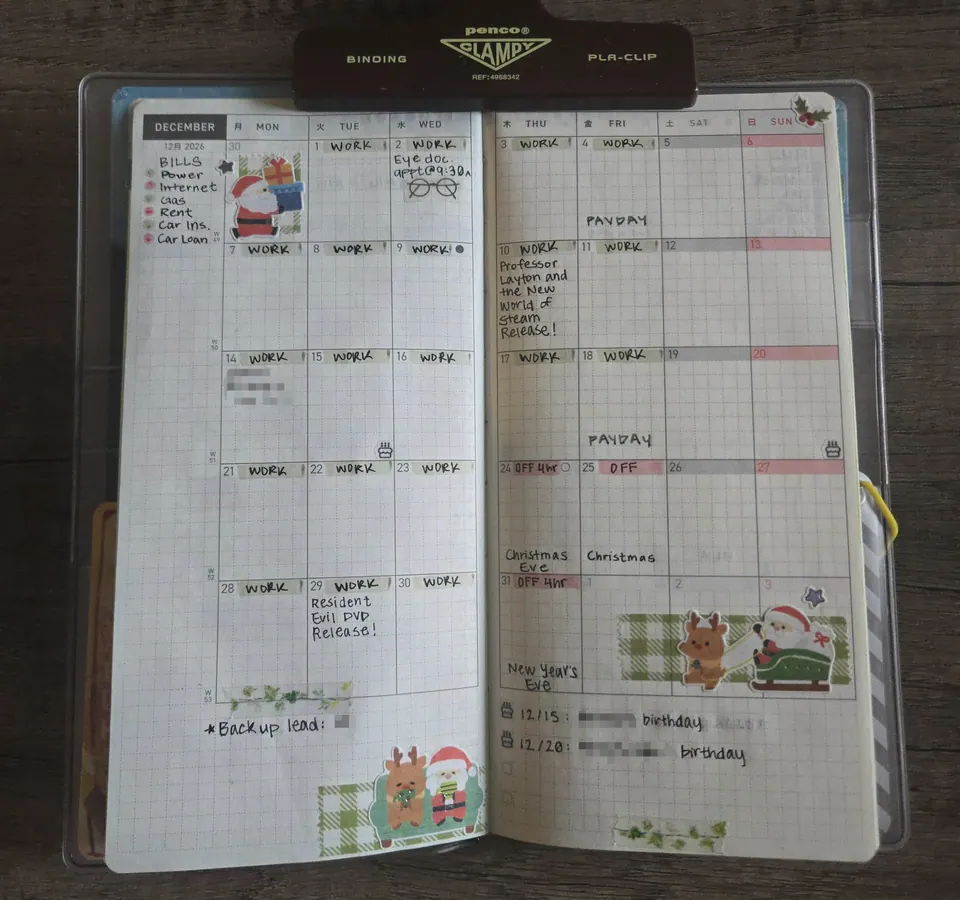 penco®
BINDING CLAMPY PLA-CLIP
REF:4968342
DECEMBER 月 MON 火 TUE 水 WED 木 THU 金 FRI 土 SAT 日 SUN
12月 2026
BILLS
Power
Internet
Gas
Rent
Car Ins.
Car Loan
W 49
30
1 WORK
2 WORK
Eye doc.
appt@9:30A
3 WORK
4 WORK
PAYDAY
5
6
7 WORK
8 WORK
9 WORK
10 WORK
Professor
Layton and
the New
World of
Steam
Release!
11 WORK
12
13
W 50
14 WORK
15 WORK
16 WORK
17 WORK
18 WORK
PAYDAY
19
20
W 51
21 WORK
22 WORK
23 WORK
24 OFF 4hr
Christmas
Eve
25 OFF
Christmas
26
27
W 52
28 WORK
29 WORK
Resident
Evil DVD
Release!
30 WORK
31 OFF 4hr
New Year's
Eve
1
2
3
W 53
*Backup lead:
12/15: birthday
12/20: birthday